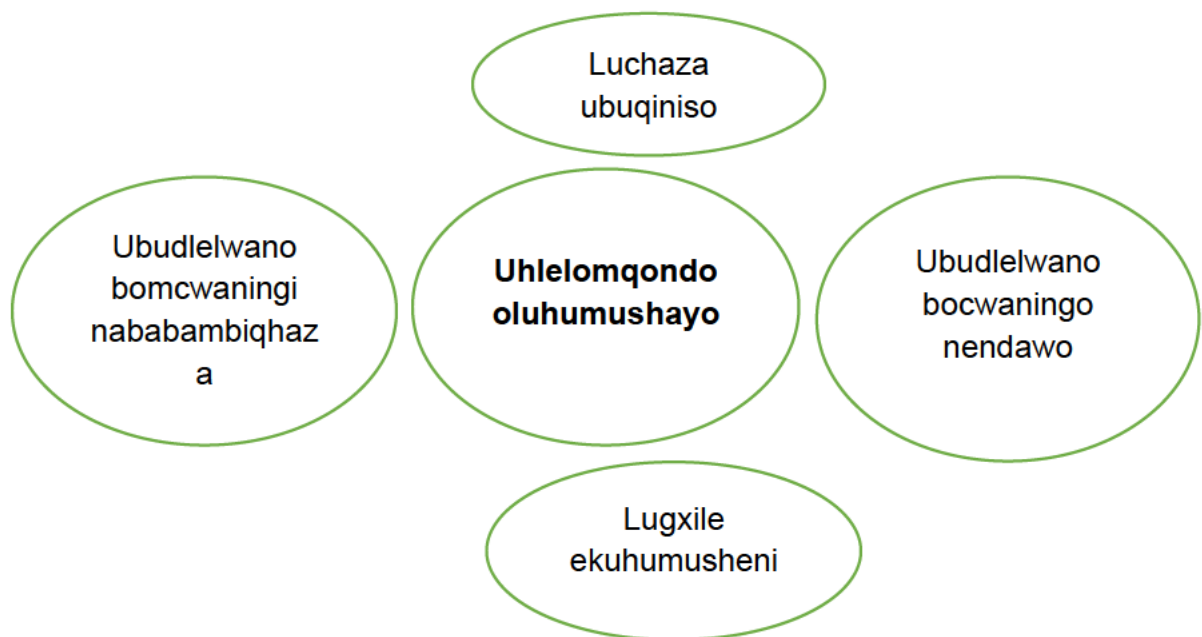 Luchaza
ubuqiniso
Ubudlelwano
bomcwaningi
nababambiqhaz
a
Uhlelomqondo
oluhumushayo
Ubudlelwano
bocwaningo
nendawo
Lugxile
ekuhumusheni